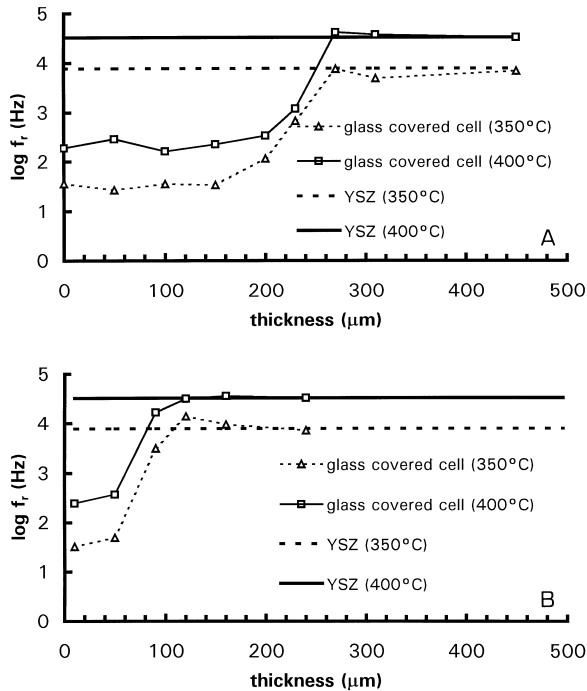 5
4
3
2
1
0
log fr (Hz)
glass covered cell (350°C)
glass covered cell (400°C)
YSZ (350°C)
YSZ (400°C)
A
0 100 200 300 400 500
thickness (μm)
5
4
3
2
1
0
log fr (Hz)
glass covered cell (350°C)
glass covered cell (400°C)
YSZ (350°C)
YSZ (400°C)
B
0 100 200 300 400 500
thickness (μm)